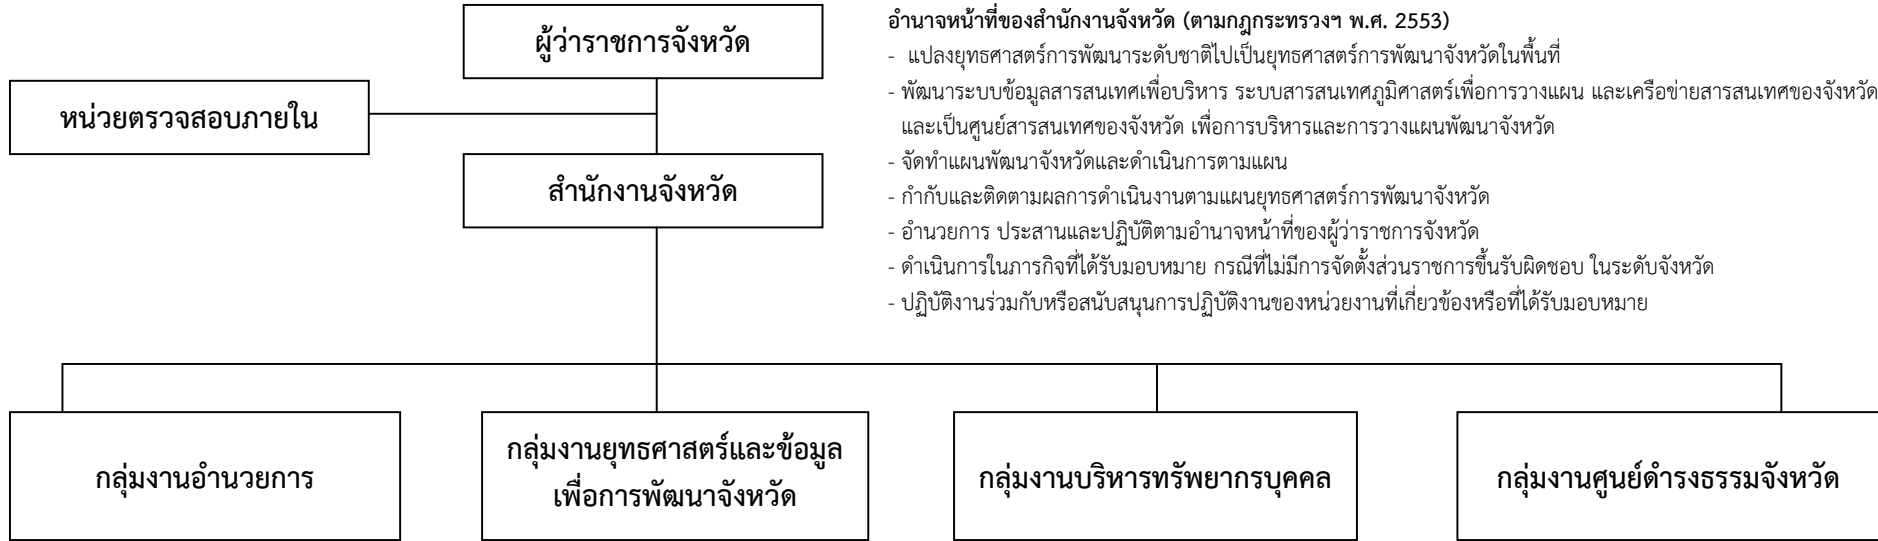 ผู้ว่าราชการจังหวัด
หน่วยตรวจสอบภายใน
สำนักงานจังหวัด
อำนาจหน้าที่ของสำนักงานจังหวัด (ตามกฎกระทรวงฯ พ.ศ. 2553)
- แปลงยุทธศาสตร์การพัฒนาระดับชาติไปเป็นยุทธศาสตร์การพัฒนาจังหวัดในพื้นที่
- พัฒนาระบบข้อมูลสารสนเทศเพื่อบริหาร ระบบสารสนเทศภูมิศาสตร์เพื่อการวางแผน และเครือข่ายสารสนเทศของจังหวัด
และเป็นศูนย์สารสนเทศของจังหวัด เพื่อการบริหารและการวางแผนพัฒนาจังหวัด
- จัดทำแผนพัฒนาจังหวัดและดำเนินการตามแผน
- กำกับและติดตามผลการดำเนินงานตามแผนยุทธศาสตร์การพัฒนาจังหวัด
- อำนวยการ ประสานและปฏิบัติตามอำนาจหน้าที่ของผู้ว่าราชการจังหวัด
- ดำเนินการในภารกิจที่ได้รับมอบหมาย กรณีที่ไม่มีการจัดตั้งส่วนราชการขึ้นรับผิดชอบ ในระดับจังหวัด
- ปฏิบัติงานร่วมกับหรือสนับสนุนการปฏิบัติงานของหน่วยงานที่เกี่ยวข้องหรือที่ได้รับมอบหมาย
กลุ่มงานอำนวยการ
กลุ่มงานยุทธศาสตร์และข้อมูล
เพื่อการพัฒนาจังหวัด
กลุ่มงานบริหารทรัพยากรบุคคล
กลุ่มงานศูนย์ดำรงธรรมจังหวัด